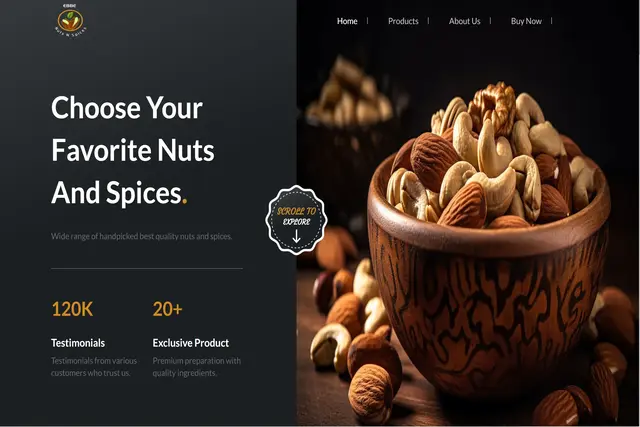 Nuts & Spices
Home
Products
About Us
Buy Now
Choose Your
Favorite Nuts
And Spices.
Wide range of handpicked best quality nuts and spices.
SCROLL TO
EXPLORE
120K
20+
Testimonials
Exclusive Product
Testimonials from various
customers who trust us.
Premium preparation with
quality ingredients.